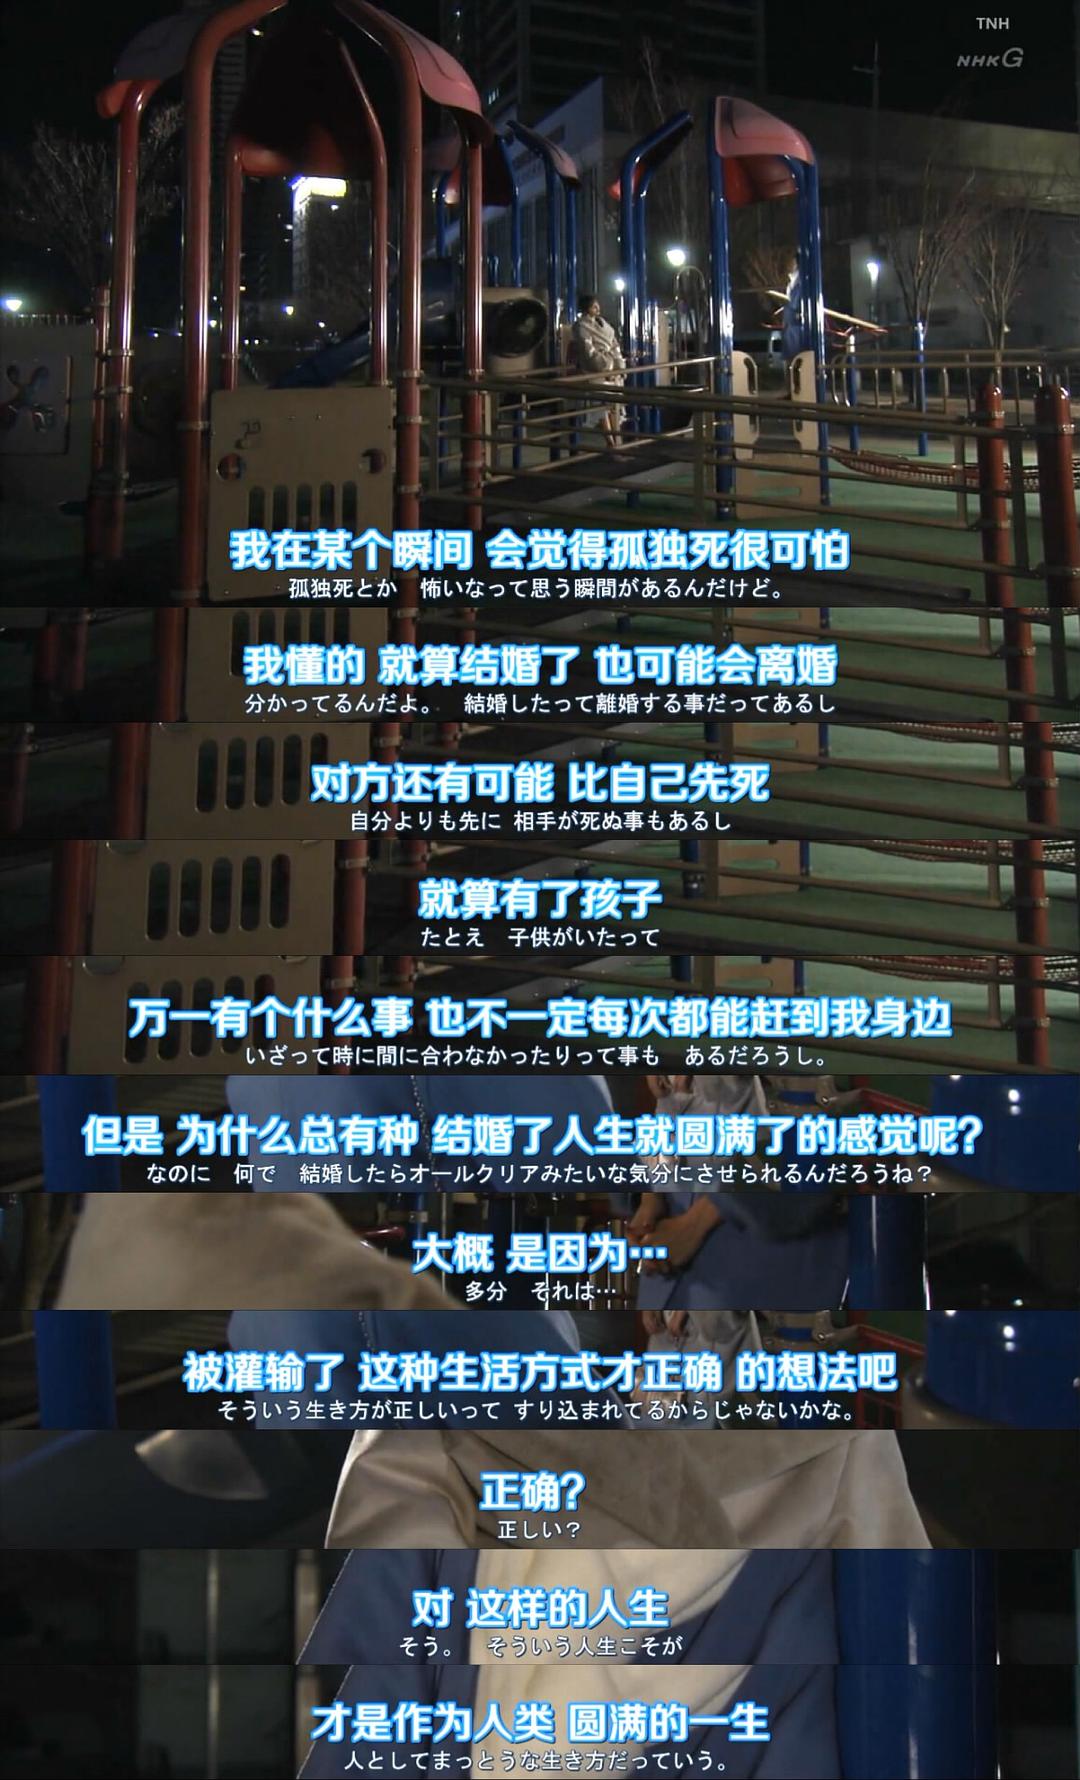 TNH
NHK G
我在某个瞬间 会觉得孤独死很可怕
孤独死とか 怖いなって思う瞬間があるんだけど。
我懂的 就算结婚了 也可能会离婚
分かってるんだよ。 結婚したって離婚する事だってあるし
对方还有可能 比自己先死
自分よりも先に 相手が死ぬ事もあるし
就算有了孩子
たとえ 子供がいたって
万一有个什么事 也不一定每次都能赶到我身边
いざって時に間に合わなかったりって事も あるだろうし。
但是 为什么总有种 结婚了人生就圆满了的感觉呢?
なのに 何で 結婚したらオールクリアみたいな気分にさせられるんだろうね?
大概 是因为…
多分 それは…
被灌输了 这种生活方式才正确 的想法吧
そういう生き方が正しいって すり込まれてるからじゃないかな。
正确?
正しい?
对 这样的人生
そう。 そういう人生こそが
才是作为人类 圆满的一生
人としてまっとうな生き方だっていう。